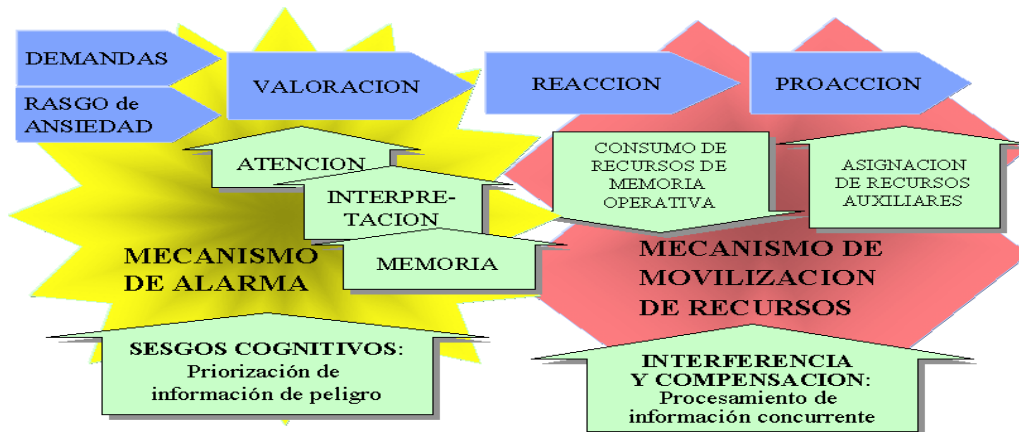 DEMANDAS
RASGO de
ANSIEDAD
VALORACION
REACCION
PROACCION
ATENCION
INTERPRE-
TACION
MEMORIA
MECANISMO
DE ALARMA
SESGOS COGNITIVOS:
Priorización de
información de peligro
CONSUMO DE
RECURSOS DE
MEMORIA
OPERATIVA
ASIGNACION
DE RECURSOS
AUXILIARES
MECANISMO DE
MOVILIZACION
DE RECURSOS
INTERFERENCIA
Y COMPENSACION:
Procesamiento de
información concurrente